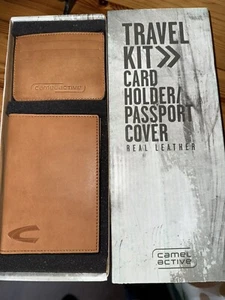 camel active
TRAVEL
KIT>>
CARD
HOLDER/
PASSPORT
COVER
REAL LEATHER
camel
active